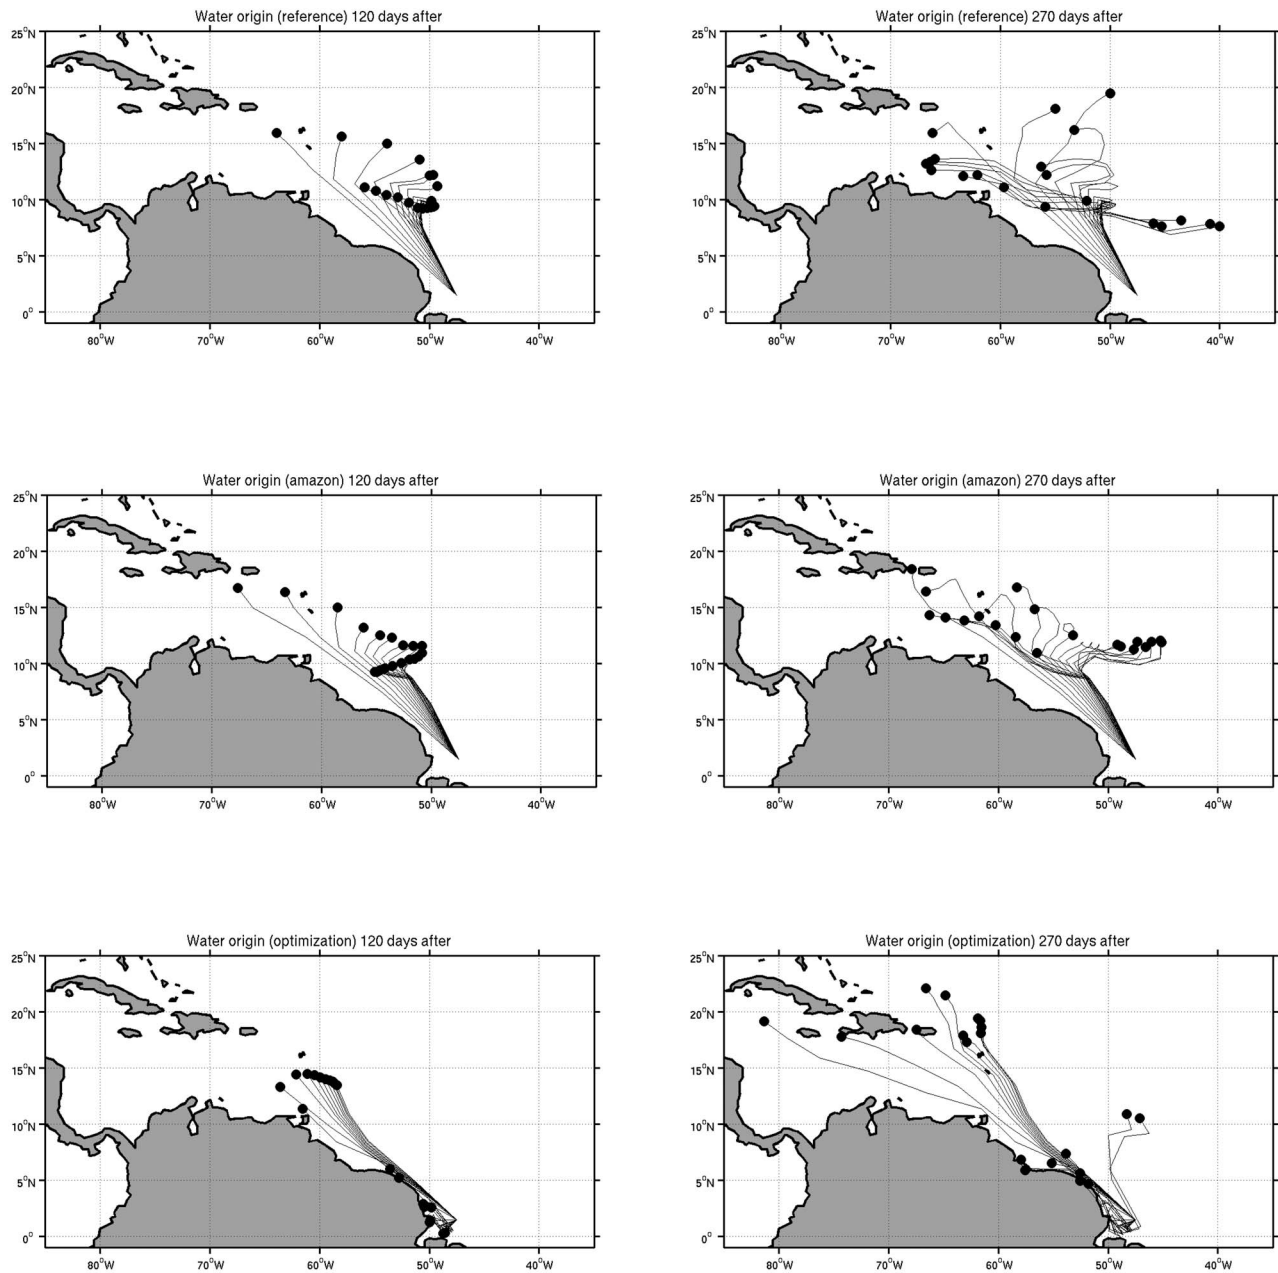 Water origin (reference) 120 days after
25°N
20°N
15°N
10°N
5°N
0°
80°W 70°W 60°W 50°W 40°W
Water origin (reference) 270 days after
25°N
20°N
15°N
10°N
5°N
0°
80°W 70°W 60°W 50°W 40°W
Water origin (amazon) 120 days after
25°N
20°N
15°N
10°N
5°N
0°
80°W 70°W 60°W 50°W 40°W
Water origin (amazon) 270 days after
25°N
20°N
15°N
10°N
5°N
0°
80°W 70°W 60°W 50°W 40°W
Water origin (optimization) 120 days after
25°N
20°N
15°N
10°N
5°N
0°
80°W 70°W 60°W 50°W 40°W
Water origin (optimization) 270 days after
25°N
20°N
15°N
10°N
5°N
0°
80°W 70°W 60°W 50°W 40°W